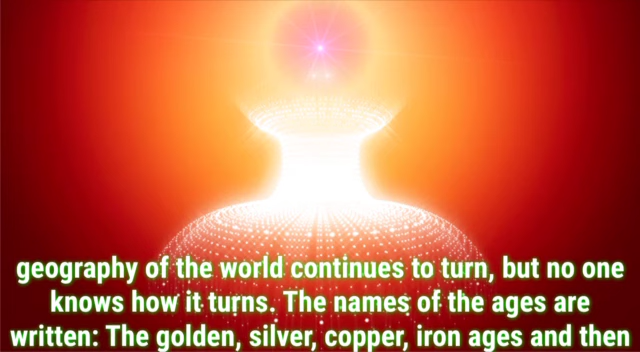 geography of the world continues to turn, but no one
knows how it turns. The names of the ages are
written: The golden, silver, copper, iron ages and then